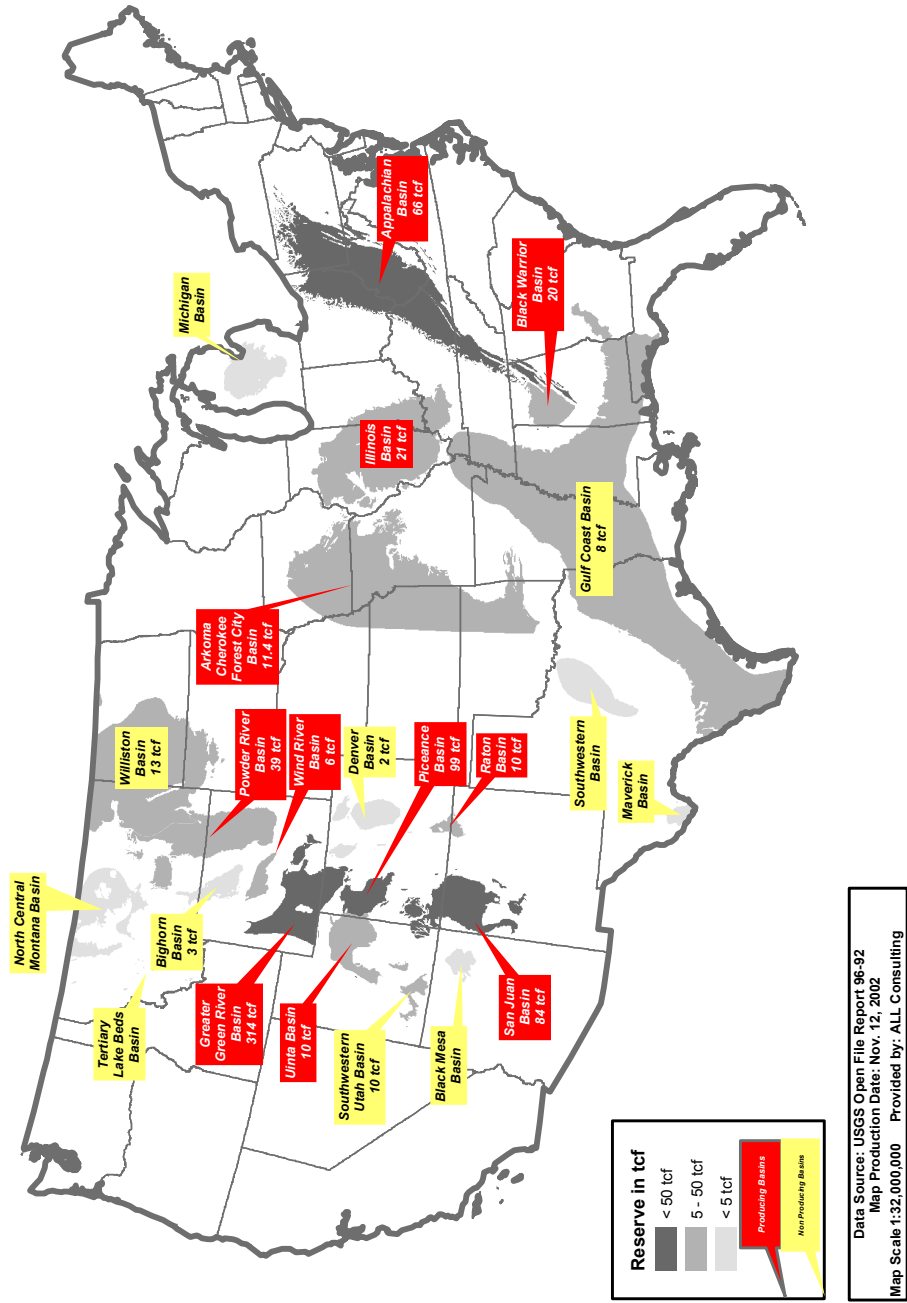 North Central
Montana Basin
Tertiary
Lake Beds
Basin
Bighorn
Basin
3 tcf
Williston
Basin
13 tcf
Powder River
Basin
39 tcf
Wind River
Basin
6 tcf
Greater
Green River
Basin
314 tcf
Uinta Basin
10 tcf
Southwestern
Utah Basin
10 tcf
Black Mesa
Basin
San Juan
Basin
84 tcf
Denver
Basin
2 tcf
Piceance
Basin
99 tcf
Raton
Basin
10 tcf
Southwestern
Basin
Maverick
Basin
Arkoma
Cherokee
Forest City
Basin
11.4 tcf
Gulf Coast Basin
8 tcf
Illinois
Basin
21 tcf
Michigan
Basin
Appalachian
Basin
66 tcf
Black Warrior
Basin
20 tcf
Reserve in tcf
< 50 tcf
5 - 50 tcf
< 5 tcf
Producing Basins
Non Producing Basins
Data Source: USGS Open File Report 96-92
Map Production Date: Nov. 12, 2002
Map Scale 1:32,000,000 Provided by: ALL Consulting